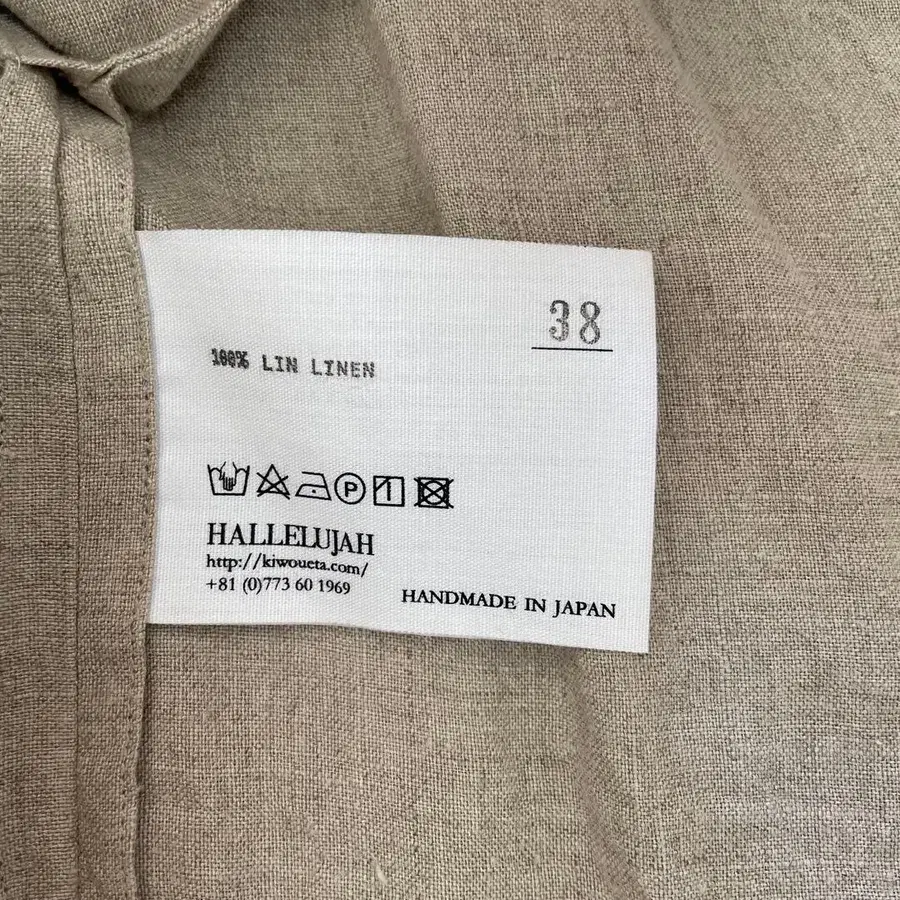 38
100% LIN LINEN
P
HALLELUJAH
http://kiwoueta.com/
+81 (0)773 60 1969
HANDMADE IN JAPAN